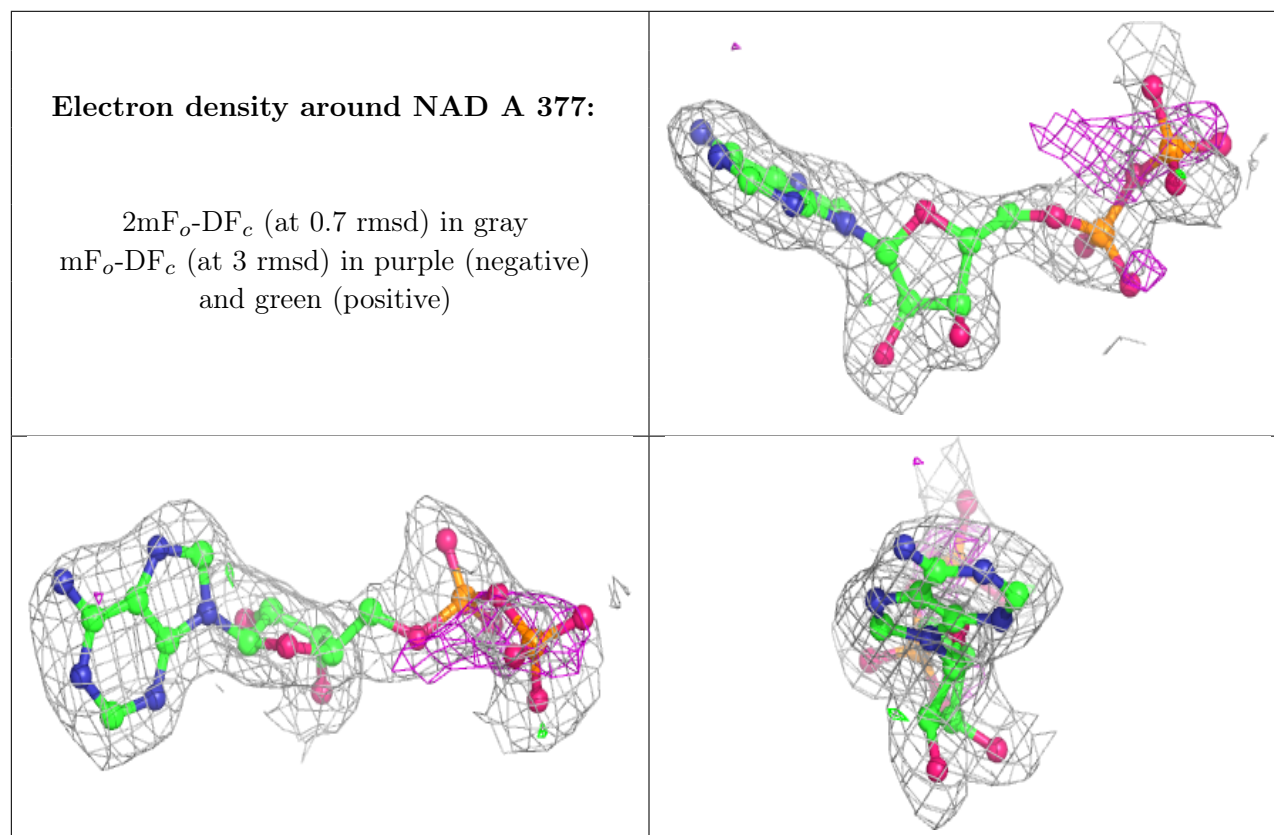 Electron density around NAD A 377:
2mFo-DFc (at 0.7 rmsd) in gray
mFo-DFc (at 3 rmsd) in purple (negative)
and green (positive)